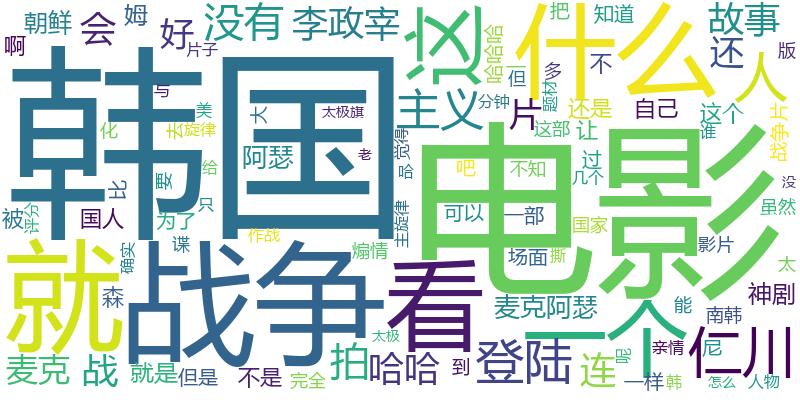 朝鲜
会
姆
好
没有
李政宰
这
什么
把
知道
故事
啊
片子
哈哈哈
但
多
不
还
版
韩国
与
大
太极旗
主义
分钟
片
题材
还是
自己
这个
人
化
美
去
旋律
阿瑟
老
觉得
这部
让
谁
战争片
电影
比
要
给
吧
不知
过
几个
没
被
评分
国人
为了
只
可以
一部
国家
虽然
就
战争
确实
谍
作战
煽情
主旋律
看
场面
撕
影片
太
森
麦克阿瑟
一个
能
南韩
神剧
麦克
战
就是
但是
不是
完全
拍
太极
哈哈
到
登陆
连
呢
一样
亲情
韩
尼
怎么
仁川
人物